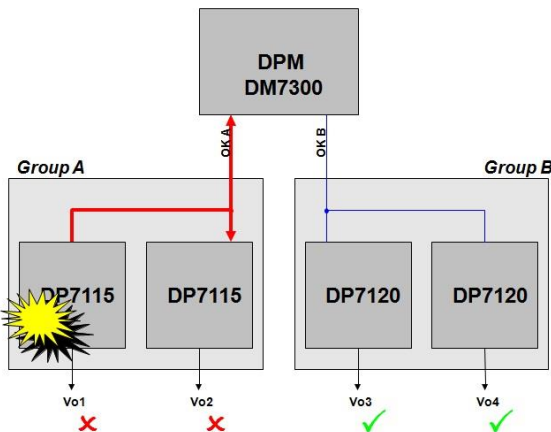 DPM
DM7300
OK A
OK B
Group A
Group B
DP7115
DP7115
DP7120
DP7120
Vo1
Vo2
Vo3
Vo4